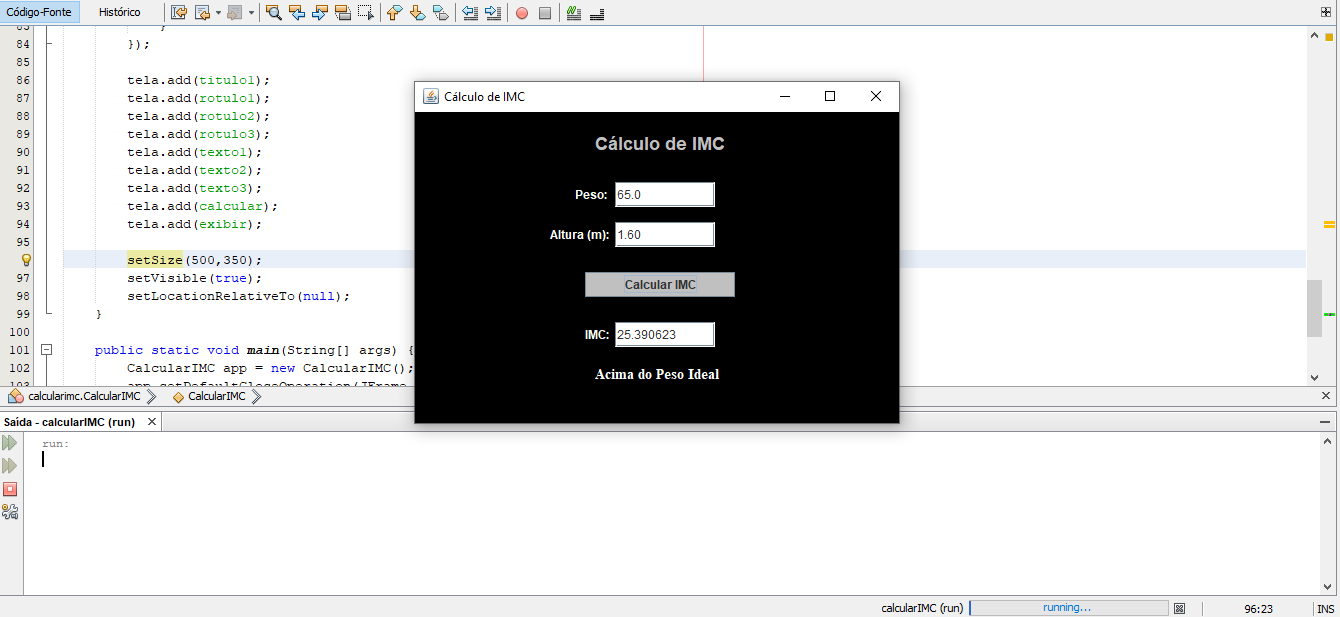 Código-Fonte Histórico
83 }
84 });
85
86 tela.add(titulo1);
87 tela.add(rotulo1);
88 tela.add(rotulo2);
89 tela.add(rotulo3);
90 tela.add(texto1);
91 tela.add(texto2);
92 tela.add(texto3);
93 tela.add(calcular);
94 tela.add(exibir);
95
setSize(500,350);
97 setVisible(true);
98 setLocationRelativeTo(null);
99 }
100
101 public static void main(String[] args) {
102 CalcularIMC app = new CalcularIMC();
103 app.setDefaultCloseOperation(JFrame
Cálculo de IMC
Cálculo de IMC
Peso: 65.0
Altura (m): 1.60
Calcular IMC
IMC: 25.390623
Acima do Peso Ideal
calcularimc.CalcularIMC CalcularIMC
Saída - calcularIMC (run)
run:
calcularIMC (run) running... 96:23 INS